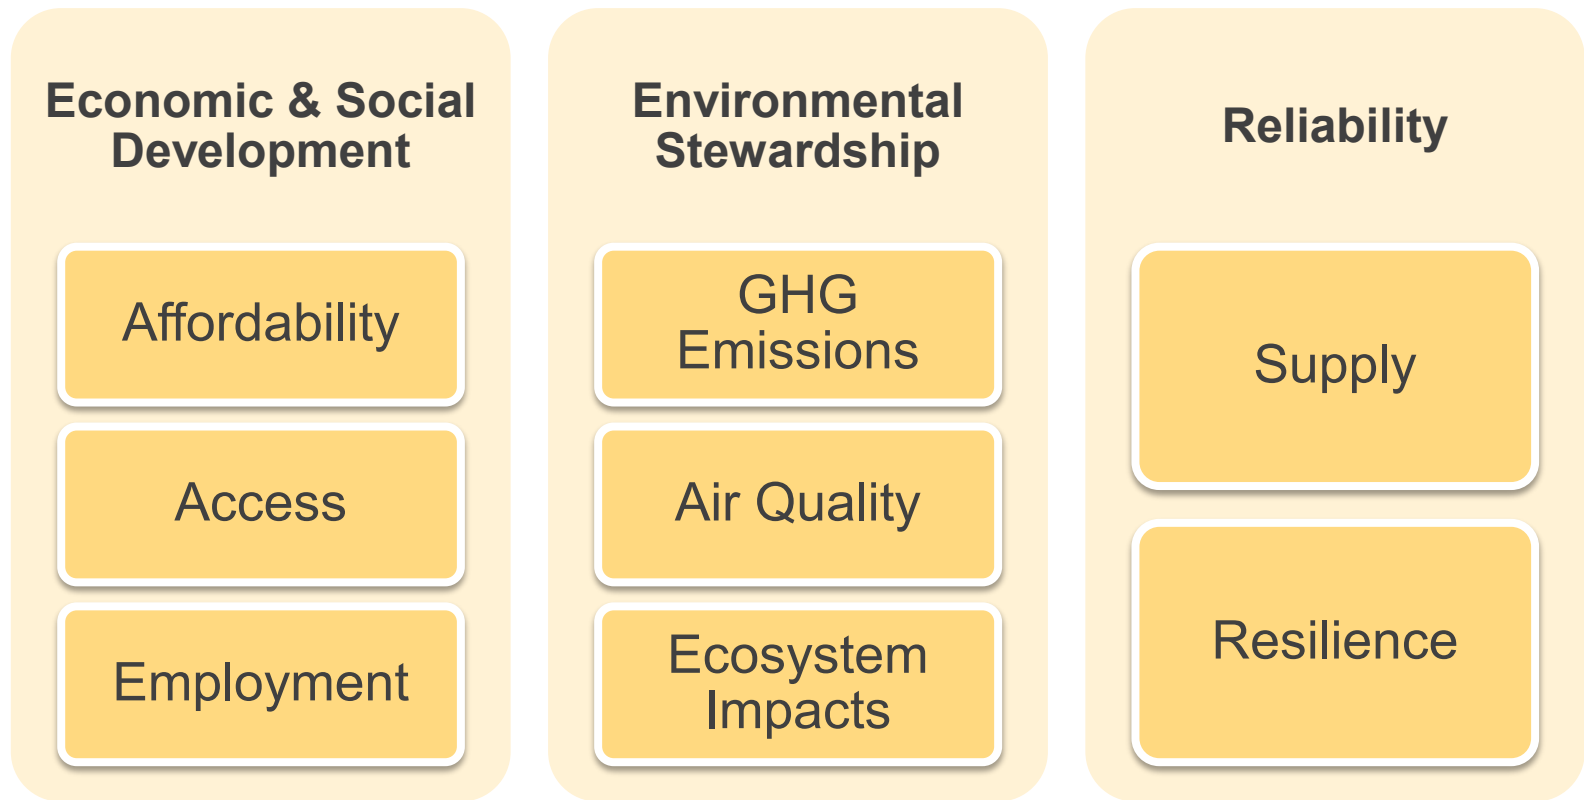 Economic & Social
Development
Affordability
Access
Employment
Environmental
Stewardship
GHG
Emissions
Air Quality
Ecosystem
Impacts
Reliability
Supply
Resilience